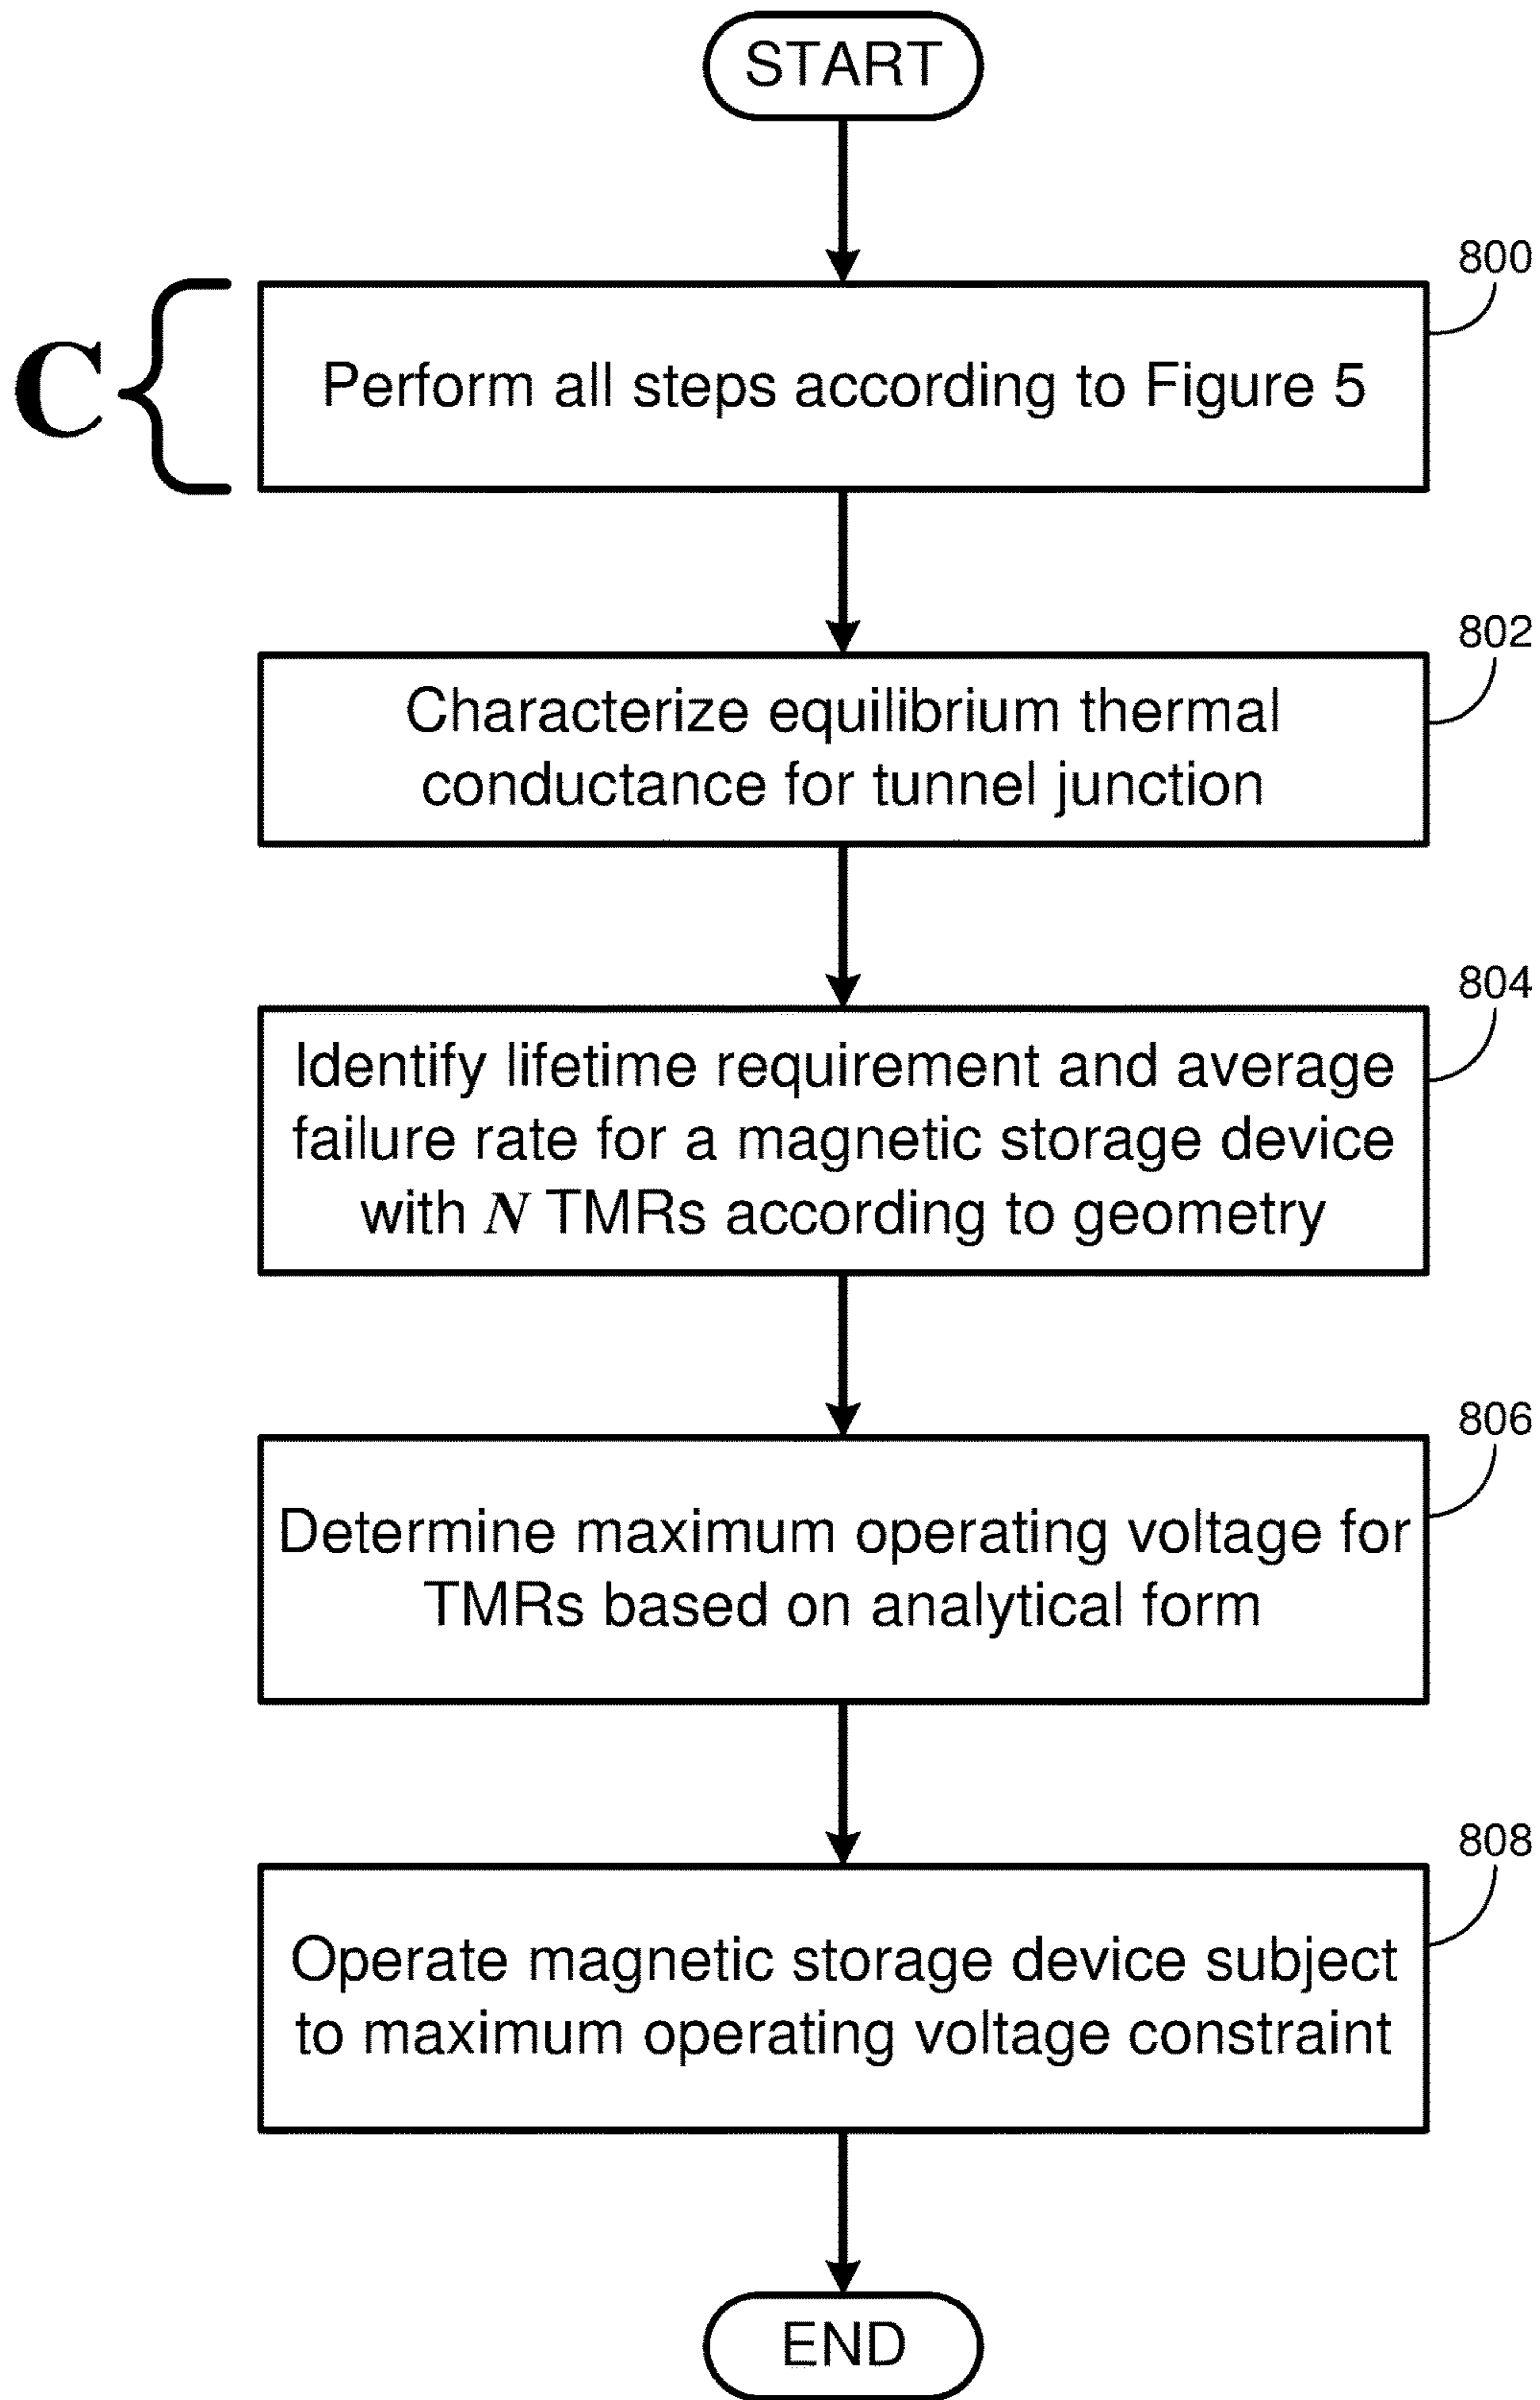 START
800
C
Perform all steps according to Figure 5
802
Characterize equilibrium thermal
conductance for tunnel junction
804
Identify lifetime requirement and average
failure rate for a magnetic storage device
with N TMRs according to geometry
806
Determine maximum operating voltage for
TMRs based on analytical form
808
Operate magnetic storage device subject
to maximum operating voltage constraint
END